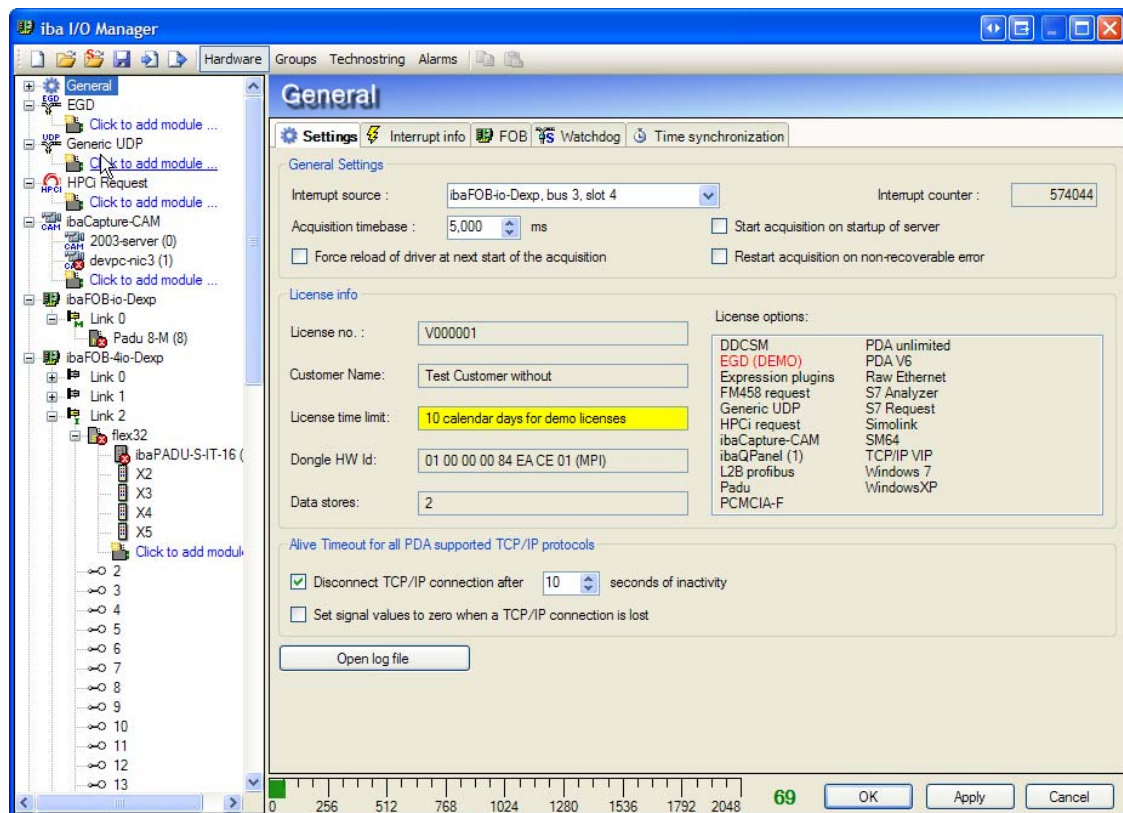 iba I/O Manager
Hardware Groups Technostring Alarms
General
EGD
Click to add module ...
Generic UDP
Click to add module ...
HPCi Request
Click to add module ...
ibaCapture-CAM
2003-server (0)
devpc-nic3 (1)
Click to add module ...
ibaFOB-io-Dexp
Link 0
Padu 8-M (8)
ibaFOB-4io-Dexp
Link 0
Link 1
Link 2
flex32
ibaPADU-S-IT-16 (
X2
X3
X4
X5
Click to add modul
2
3
4
5
6
7
8
9
10
11
12
13
General
Settings Interrupt info FOB Watchdog Time synchronization
General Settings
Interrupt source : ibaFOB-io-Dexp, bus 3, slot 4 Interrupt counter : 574044
Acquisition timebase : 5,000 ms Start acquisition on startup of server
Force reload of driver at next start of the acquisition Restart acquisition on non-recoverable error
License info
License no. : V000001
Customer Name: Test Customer without
License time limit: 10 calendar days for demo licenses
Dongle HW Id: 01 00 00 00 84 EA CE 01 (MPI)
Data stores: 2
License options:
DDCSM PDA unlimited
EGD (DEMO) PDA V6
Expression plugins Raw Ethernet
FM458 request S7 Analyzer
Generic UDP S7 Request
HPCi request Simolink
ibaCapture-CAM SM64
ibaQPanel (1) TCP/IP VIP
L2B profibus Windows 7
Padu WindowsXP
PCMCIA-F
Alive Timeout for all PDA supported TCP/IP protocols
Disconnect TCP/IP connection after 10 seconds of inactivity
Set signal values to zero when a TCP/IP connection is lost
Open log file
0 256 512 768 1024 1280 1536 1792 2048 69 OK Apply Cancel